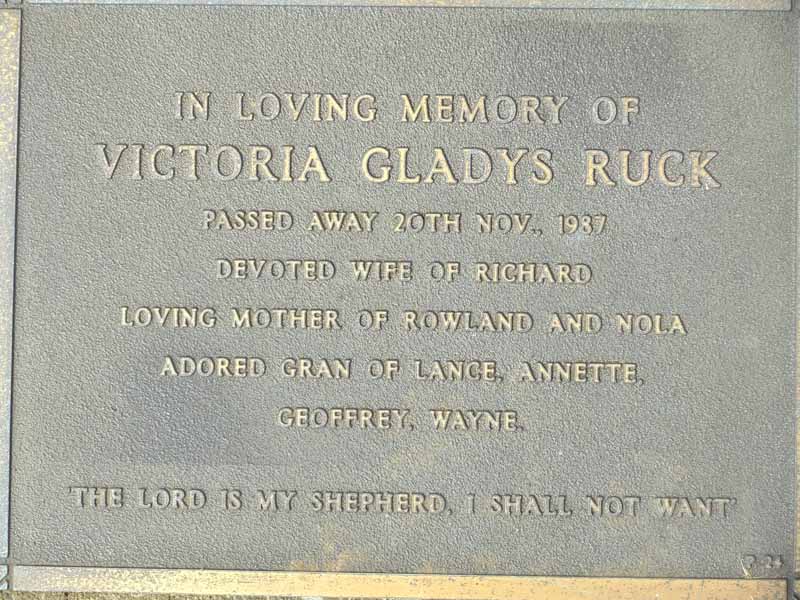 IN LOVING MEMORY OF
VICTORIA GLADYS RUCK
PASSED AWAY 20TH NOV., 1987
DEVOTED WIFE OF RICHARD
LOVING MOTHER OF ROWLAND AND NOLA
ADORED GRAN OF LANCE, ANNETTE,
GEOFFREY, WAYNE.
'THE LORD IS MY SHEPHERD, I SHALL NOT WANT'